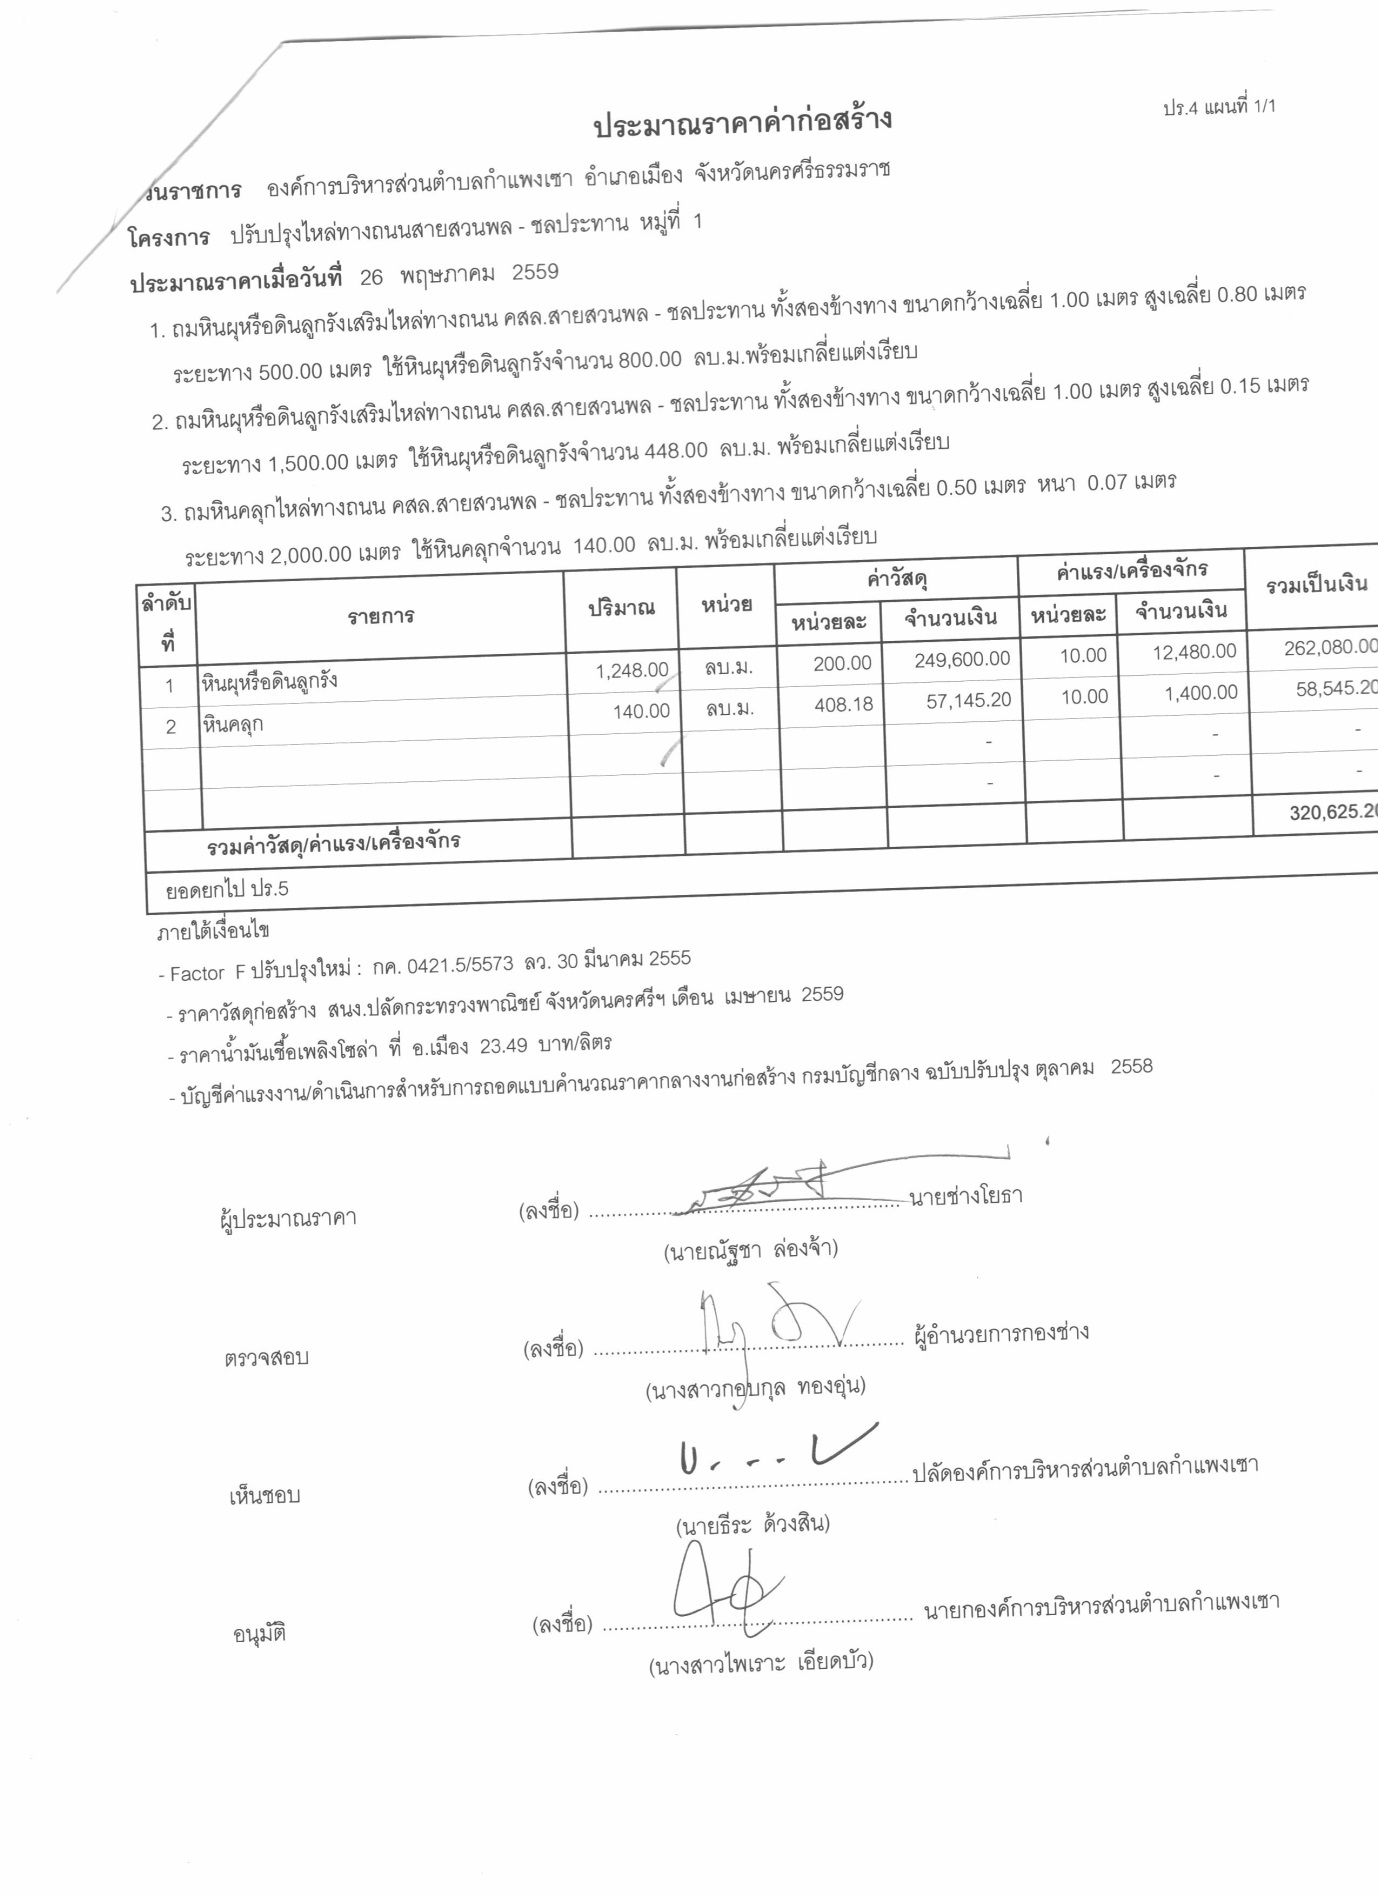 ประมาณราคาค่าก่อสร้าง
ปร.4 แผ่นที่ 1/1
วนราชการ องค์การบริหารส่วนตำบลกำแพงเซา อำเภอเมือง จังหวัดนครศรีธรรมราช
โครงการ ปรับปรุงไหล่ทางถนนสายสวนพล - ชลประทาน หมู่ที่ 1
ประมาณราคาเมื่อวันที่ 26 พฤษภาคม 2559
1. ถมหินผุหรือดินลูกรังเสริมไหล่ทางถนน คสล.สายสวนพล - ชลประทาน ทั้งสองข้างทาง ขนาดกว้างเฉลี่ย 1.00 เมตร สูงเฉลี่ย 0.80 เมตร
ระยะทาง 500.00 เมตร ใช้หินผุหรือดินลูกรังจำนวน 800.00 ลบ.ม.พร้อมเกลี่ยแต่งเรียบ
2. ถมหินผุหรือดินลูกรังเสริมไหล่ทางถนน คสล.สายสวนพล - ชลประทาน ทั้งสองข้างทาง ขนาดกว้างเฉลี่ย 1.00 เมตร สูงเฉลี่ย 0.15 เมตร
ระยะทาง 1,500.00 เมตร ใช้หินผุหรือดินลูกรังจำนวน 448.00 ลบ.ม. พร้อมเกลี่ยแต่งเรียบ
3. ถมหินคลุกไหล่ทางถนน คสล.สายสวนพล - ชลประทาน ทั้งสองข้างทาง ขนาดกว้างเฉลี่ย 0.50 เมตร หนา 0.07 เมตร
ระยะทาง 2,000.00 เมตร ใช้หินคลุกจำนวน 140.00 ลบ.ม. พร้อมเกลี่ยแต่งเรียบ
ลำดับที่ รายการ ปริมาณ หน่วย ค่าวัสดุ ค่าแรง/เครื่องจักร รวมเป็นเงิน
หน่วยละ จำนวนเงิน หน่วยละ จำนวนเงิน
1 หินผุหรือดินลูกรัง 1,248.00 ลบ.ม. 200.00 249,600.00 10.00 12,480.00 262,080.00
2 หินคลุก 140.00 ลบ.ม. 408.18 57,145.20 10.00 1,400.00 58,545.20
- - -
- - -
รวมค่าวัสดุ/ค่าแรง/เครื่องจักร 320,625.20
ยอดยกไป ปร.5
ภายใต้เงื่อนไข
- Factor F ปรับปรุงใหม่ : กค. 0421.5/5573 ลว. 30 มีนาคม 2555
- ราคาวัสดุก่อสร้าง สนง.ปลัดกระทรวงพาณิชย์ จังหวัดนครศรีฯ เดือน เมษายน 2559
- ราคาน้ำมันเชื้อเพลิงโซล่า ที่ อ.เมือง 23.49 บาท/ลิตร
- บัญชีค่าแรงงาน/ดำเนินการสำหรับการถอดแบบคำนวณราคากลางงานก่อสร้าง กรมบัญชีกลาง ฉบับปรับปรุง ตุลาคม 2558
ผู้ประมาณราคา (ลงชื่อ) ........................ นายช่างโยธา
(นายณัฐชา ล่องจ้า)
ตรวจสอบ (ลงชื่อ) ........................ ผู้อำนวยการกองช่าง
(นางสาวกอบกุล ทองอุ่น)
เห็นชอบ (ลงชื่อ) ........................ ปลัดองค์การบริหารส่วนตำบลกำแพงเซา
(นายธีระ ด้วงสิน)
อนุมัติ (ลงชื่อ) ........................ นายกองค์การบริหารส่วนตำบลกำแพงเซา
(นางสาวไพเราะ เอียดบัว)